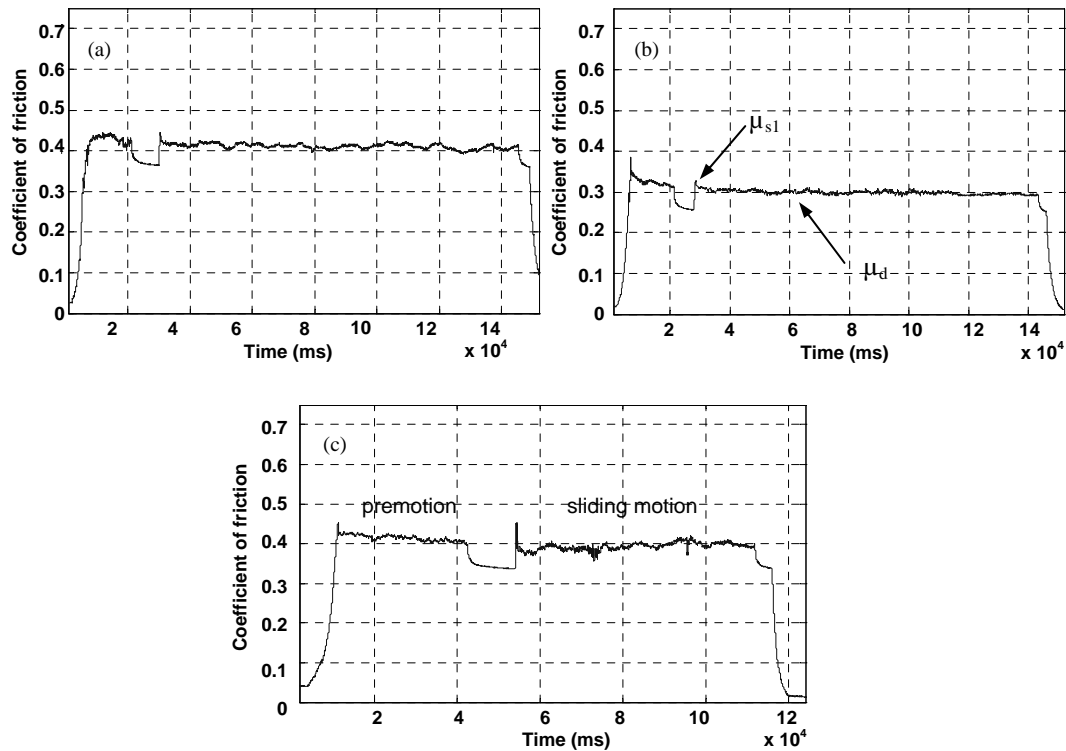 (a)
Coefficient of friction
0.7
0.6
0.5
0.4
0.3
0.2
0.1
0
2
4
6
8
10
12
14
x 10⁴
Time (ms)
(b)
μs1
μd
Coefficient of friction
0.7
0.6
0.5
0.4
0.3
0.2
0.1
0
2
4
6
8
10
12
14
x 10⁴
Time (ms)
(c)
premotion
sliding motion
Coefficient of friction
0.7
0.6
0.5
0.4
0.3
0.2
0.1
0
2
4
6
8
10
12
x 10⁴
Time (ms)